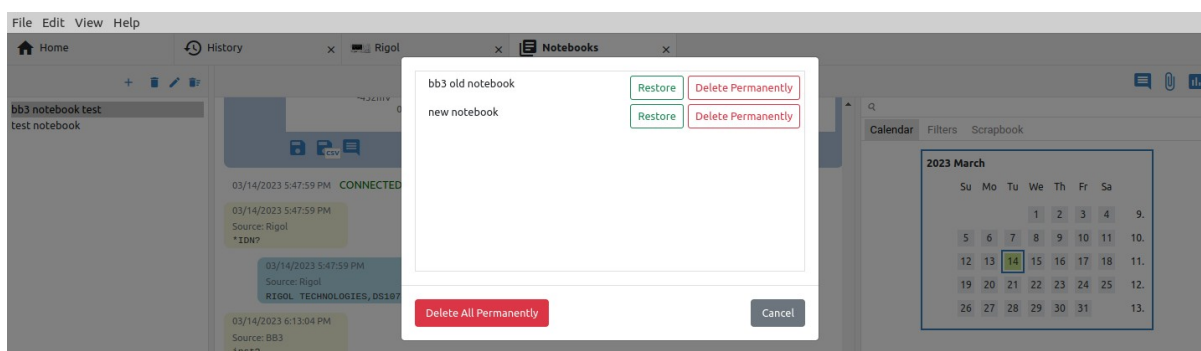 File Edit View Help
Home
History ×
Rigol ×
Notebooks ×
bb3 notebook test
test notebook
CSV
03/14/2023 5:47:59 PM CONNECTED
03/14/2023 5:47:59 PM
Source: Rigol
*IDN?
03/14/2023 5:47:59 PM
Source: Rigol
RIGOL TECHNOLOGIES,DS107
03/14/2023 6:13:04 PM
Source: BB3
bb3 old notebook Restore Delete Permanently
new notebook Restore Delete Permanently
Delete All Permanently Cancel
Calendar Filters Scrapbook
2023 March
Su Mo Tu We Th Fr Sa
1 2 3 4 9.
5 6 7 8 9 10 11 10.
12 13 14 15 16 17 18 11.
19 20 21 22 23 24 25 12.
26 27 28 29 30 31 13.